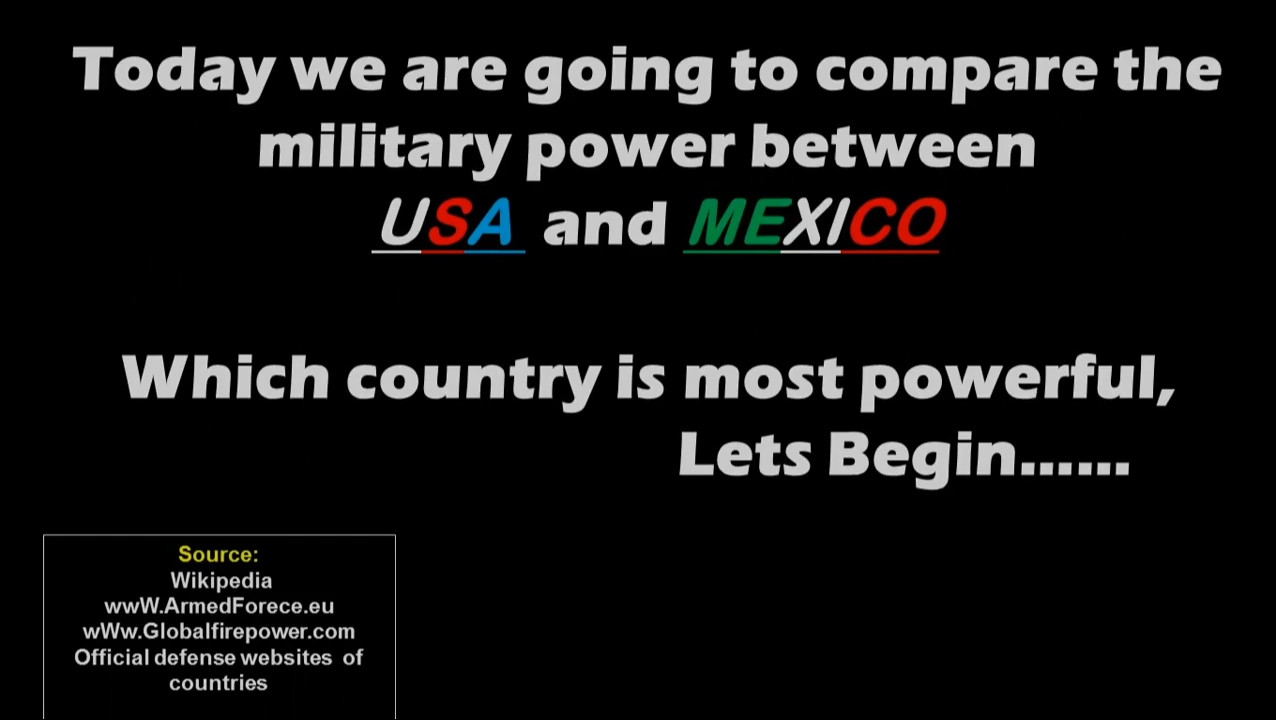 Today we are going to compare the
military power between
USA and MEXICO
Which country is most powerful,
Lets Begin......
Source:
Wikipedia
wwW.ArmedForece.eu
wWw.Globalfirepower.com
Official defense websites of
countries